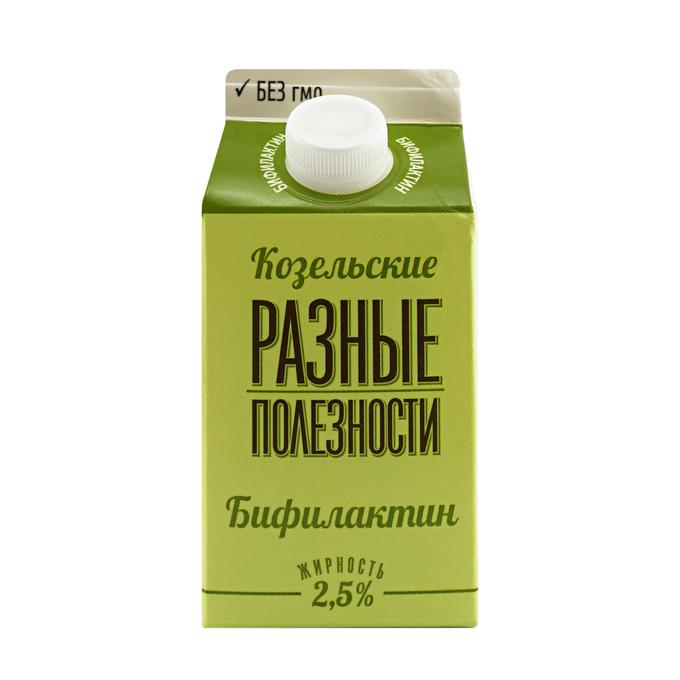 ✓ БЕЗ ГМО
БИФИЛАКТИН
БИФИЛАКТИН
Козельские
РАЗНЫЕ
ПОЛЕЗНОСТИ
Бифилактин
ЖИРНОСТЬ
2,5%